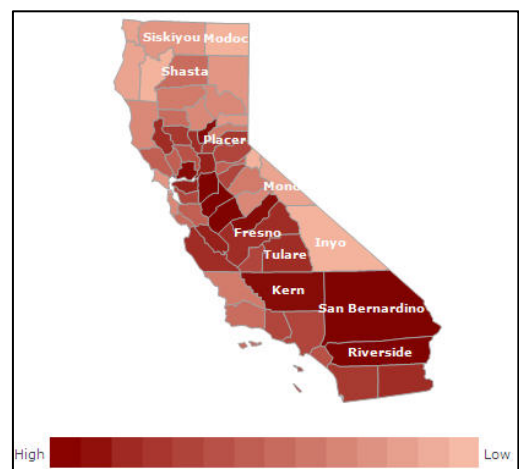 Siskiyou Modoc
Shasta
Placer
Mono
Fresno
Inyo
Tulare
Kern
San Bernardino
Riverside
High Low